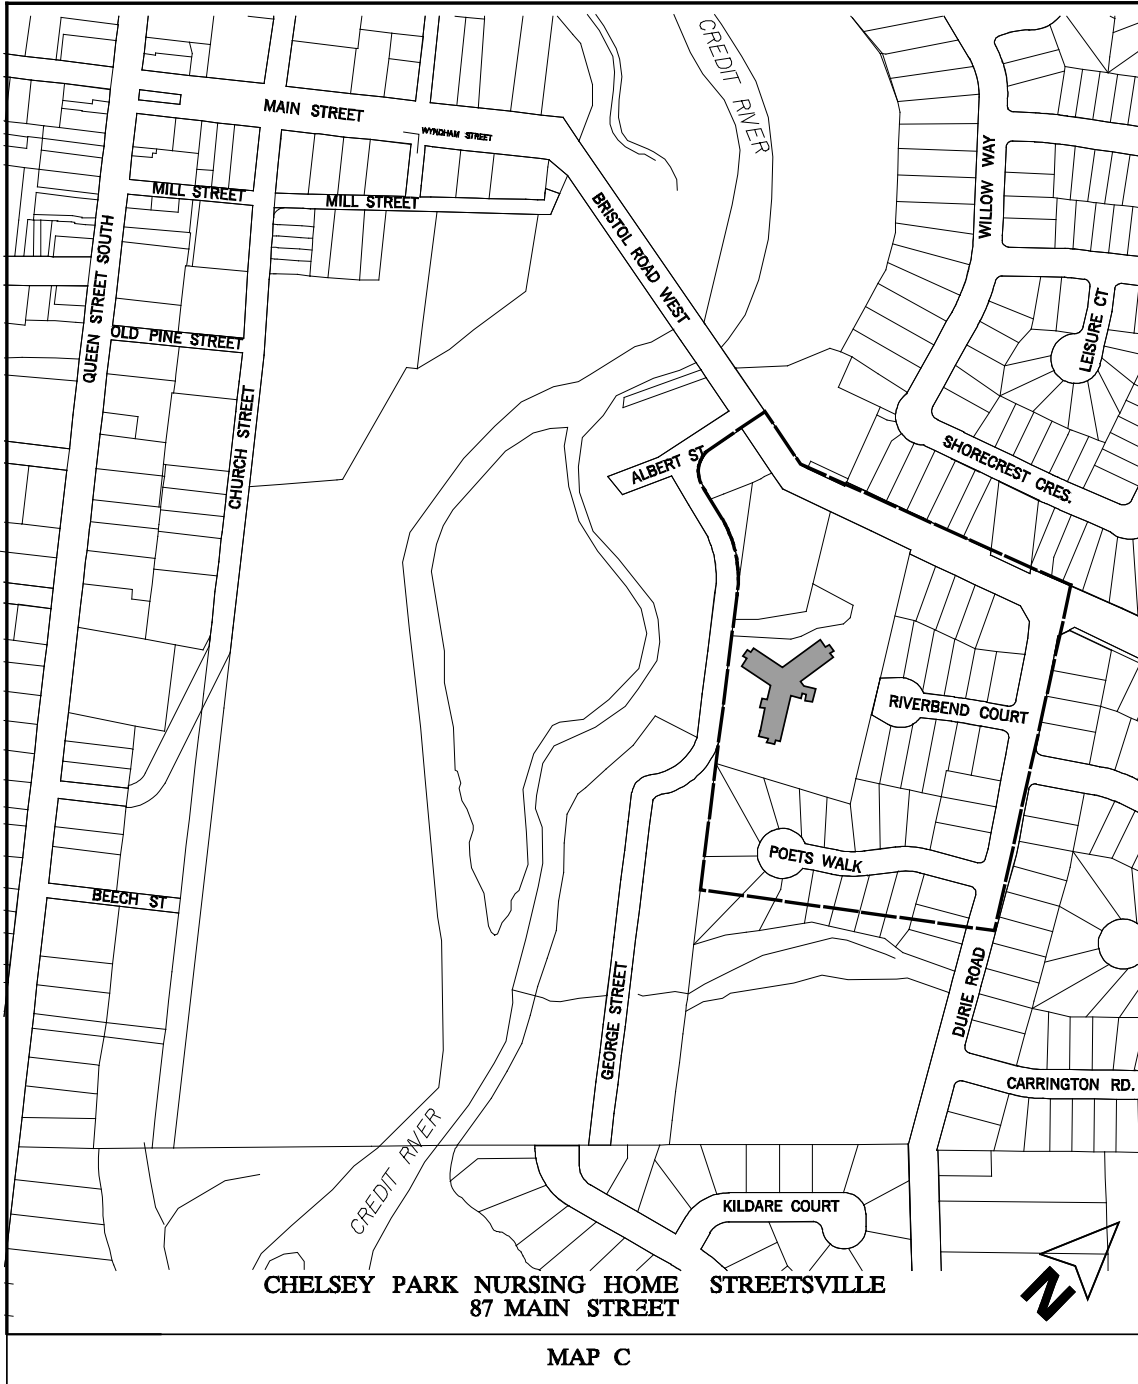 CREDIT RIVER
MAIN STREET
WYNDHAM STREET
WILLOW WAY
MILL STREET
MILL STREET
BRISTOL ROAD WEST
QUEEN STREET SOUTH
LEISURE CT
OLD PINE STREET
CHURCH STREET
SHORECREST CRES.
ALBERT ST
RIVERBEND COURT
POETS WALK
BEECH ST
DURIE ROAD
GEORGE STREET
CARRINGTON RD.
CREDIT RIVER
KILDARE COURT
N
CHELSEY PARK NURSING HOME STREETSVILLE
87 MAIN STREET
MAP C